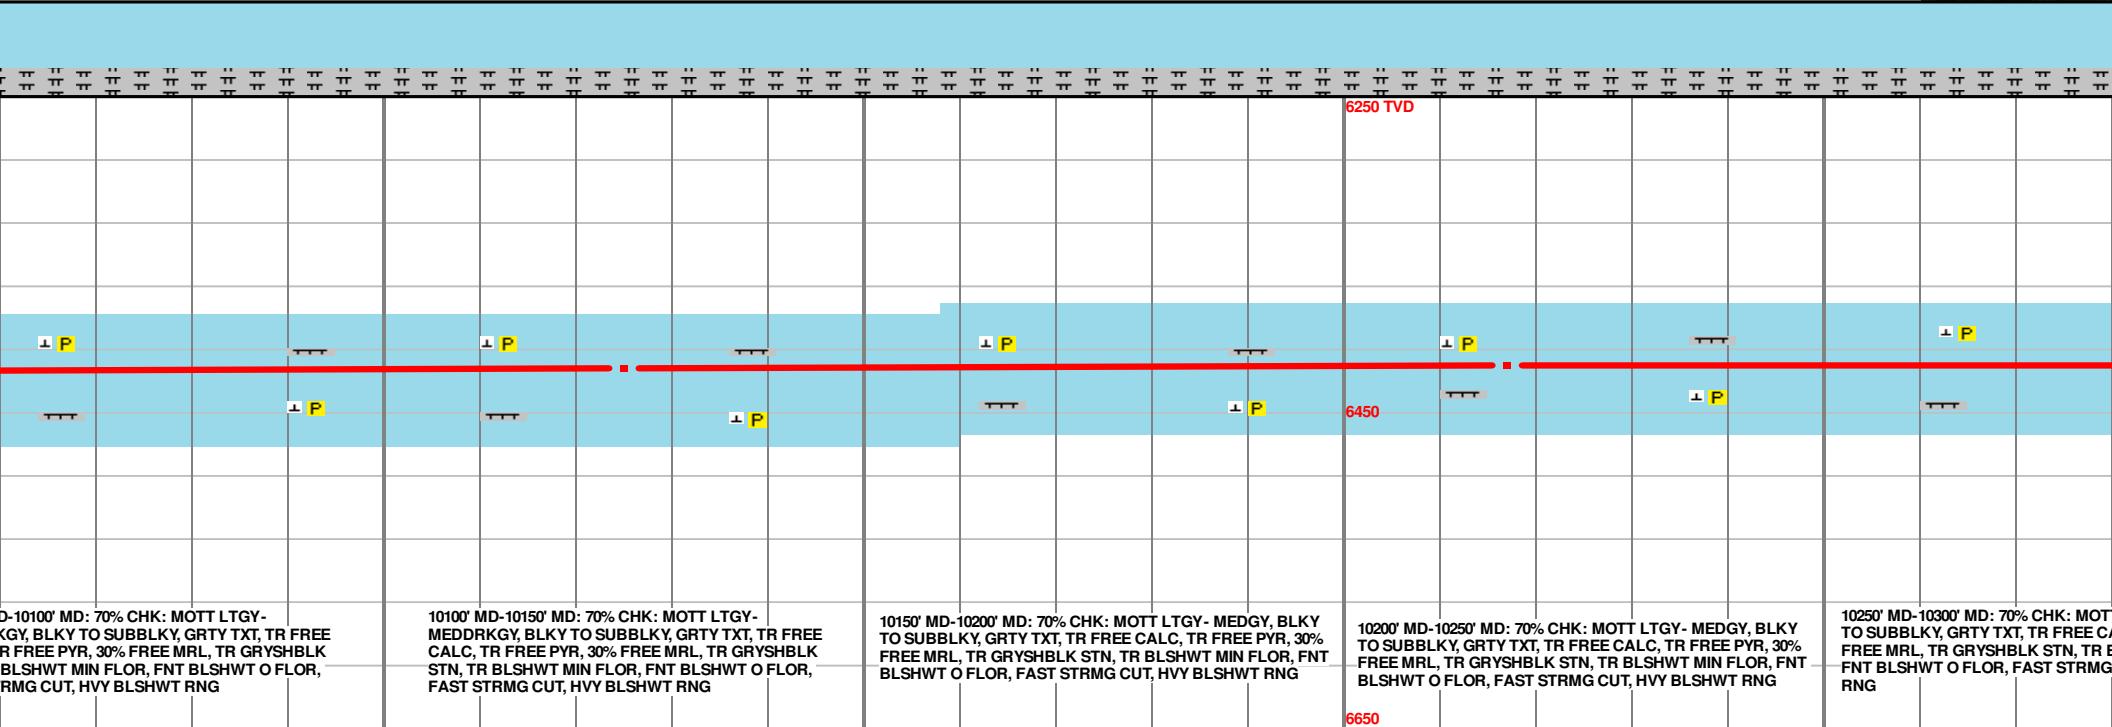 6250 TVD
P
P
P
P
P
P
P
P
P
6450
D-10100' MD: 70% CHK: MOTT LTGY-
KGY, BLKY TO SUBBLKY, GRTY TXT, TR FREE
R FREE PYR, 30% FREE MRL, TR GRYSHBLK
BLSHWT MIN FLOR, FNT BLSHWT O FLOR,
TRMG CUT, HVY BLSHWT RNG
10100' MD-10150' MD: 70% CHK: MOTT LTGY-
MEDDRKGY, BLKY TO SUBBLKY, GRTY TXT, TR FREE
CALC, TR FREE PYR, 30% FREE MRL, TR GRYSHBLK
STN, TR BLSHWT MIN FLOR, FNT BLSHWT O FLOR,
FAST STRMG CUT, HVY BLSHWT RNG
10150' MD-10200' MD: 70% CHK: MOTT LTGY- MEDGY, BLKY
TO SUBBLKY, GRTY TXT, TR FREE CALC, TR FREE PYR, 30%
FREE MRL, TR GRYSHBLK STN, TR BLSHWT MIN FLOR, FNT
BLSHWT O FLOR, FAST STRMG CUT, HVY BLSHWT RNG
10200' MD-10250' MD: 70% CHK: MOTT LTGY- MEDGY, BLKY
TO SUBBLKY, GRTY TXT, TR FREE CALC, TR FREE PYR, 30%
FREE MRL, TR GRYSHBLK STN, TR BLSHWT MIN FLOR, FNT
BLSHWT O FLOR, FAST STRMG CUT, HVY BLSHWT RNG
10250' MD-10300' MD: 70% CHK: MOTT
TO SUBBLKY, GRTY TXT, TR FREE CA
FREE MRL, TR GRYSHBLK STN, TR B
FNT BLSHWT O FLOR, FAST STRMG
RNG
6650